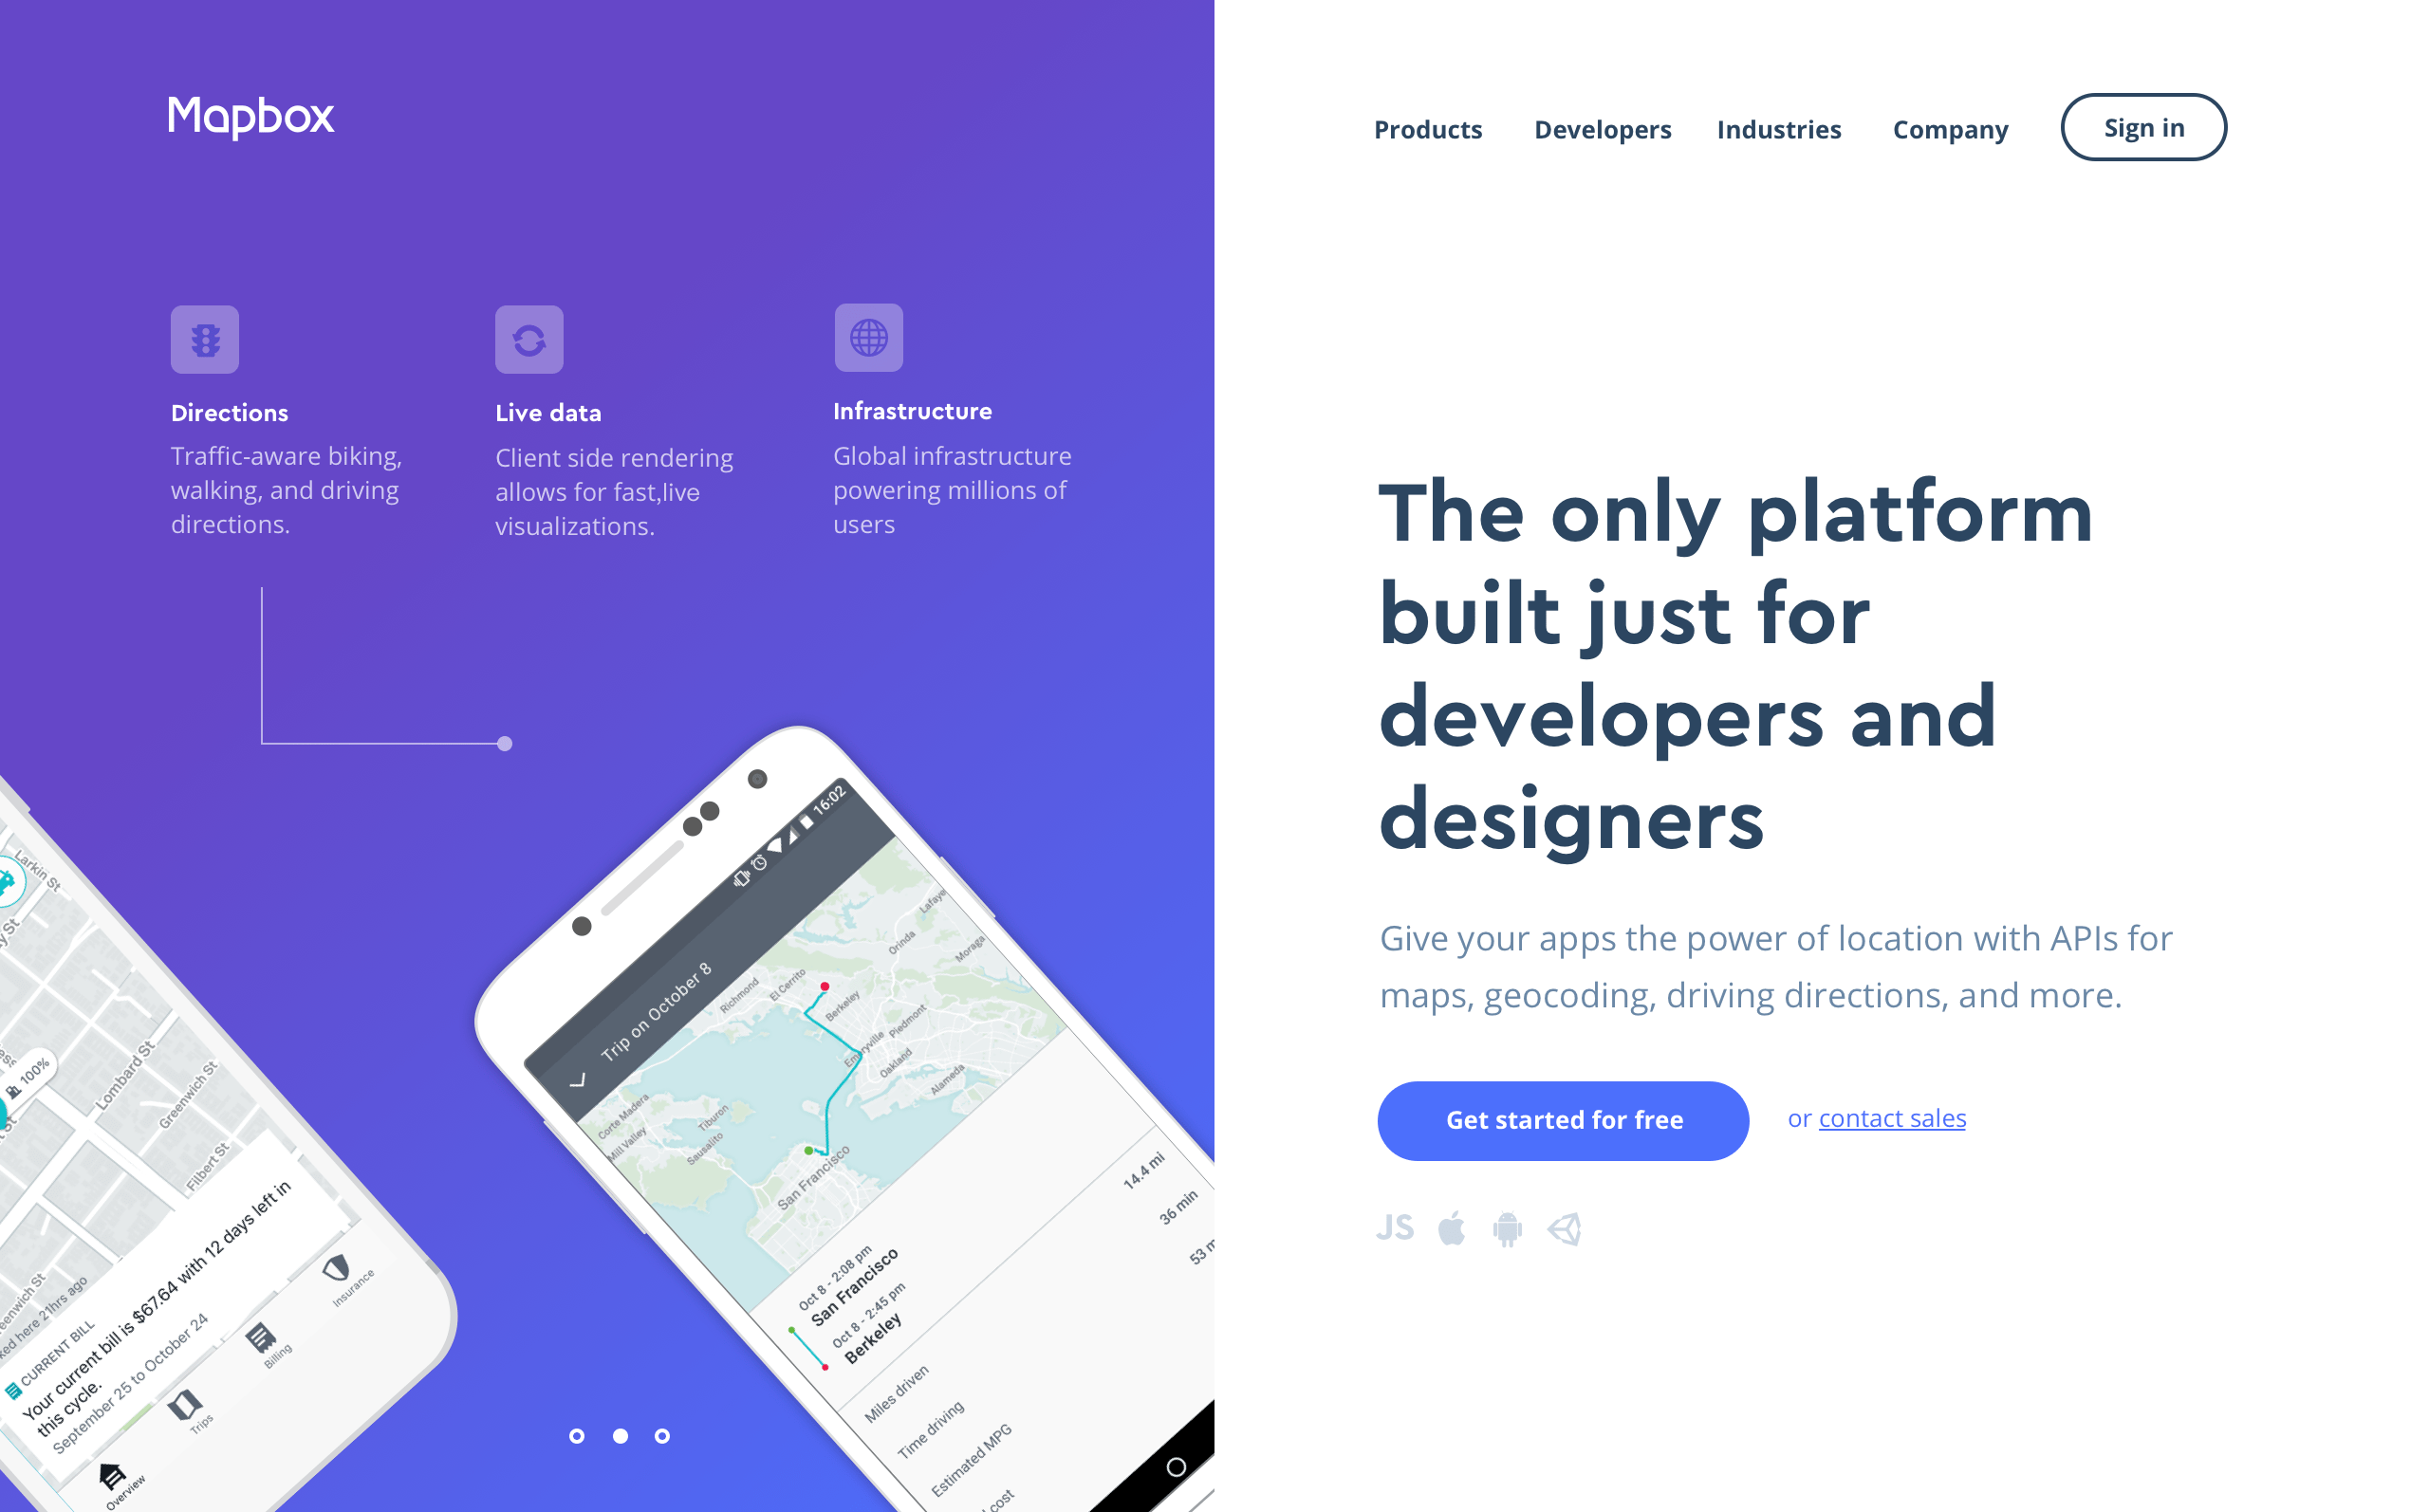 Mapbox
Products
Developers
Industries
Company
Sign in
Directions
Traffic-aware biking,
walking, and driving
directions.
Live data
Client side rendering
allows for fast,live
visualizations.
Infrastructure
Global infrastructure
powering millions of
users
The only platform
built just for
developers and
designers
Give your apps the power of location with APIs for
maps, geocoding, driving directions, and more.
Get started for free
or contact sales
JS
16:02
Trip on October 8
Orinda
Moraga
Richmond
El Cerrito
Berkeley
Piedmont
Oakland
Alameda
Corte Madera
Mill Valley
Tiburon
Sausalito
San Francisco
Oct 8 - 2:08 pm
San Francisco
Oct 8 - 2:45 pm
Berkeley
Miles driven
14.4 mi
Time driving
36 min
Estimated MPG
53
cost
Larkin St
100%
Lombard St
Greenwich St
Filbert St
here 21hrs ago
CURRENT BILL
Your current bill is $67.64 with 12 days left in
this cycle.
September 25 to October 24
Overview
Trips
Billing
Insurance